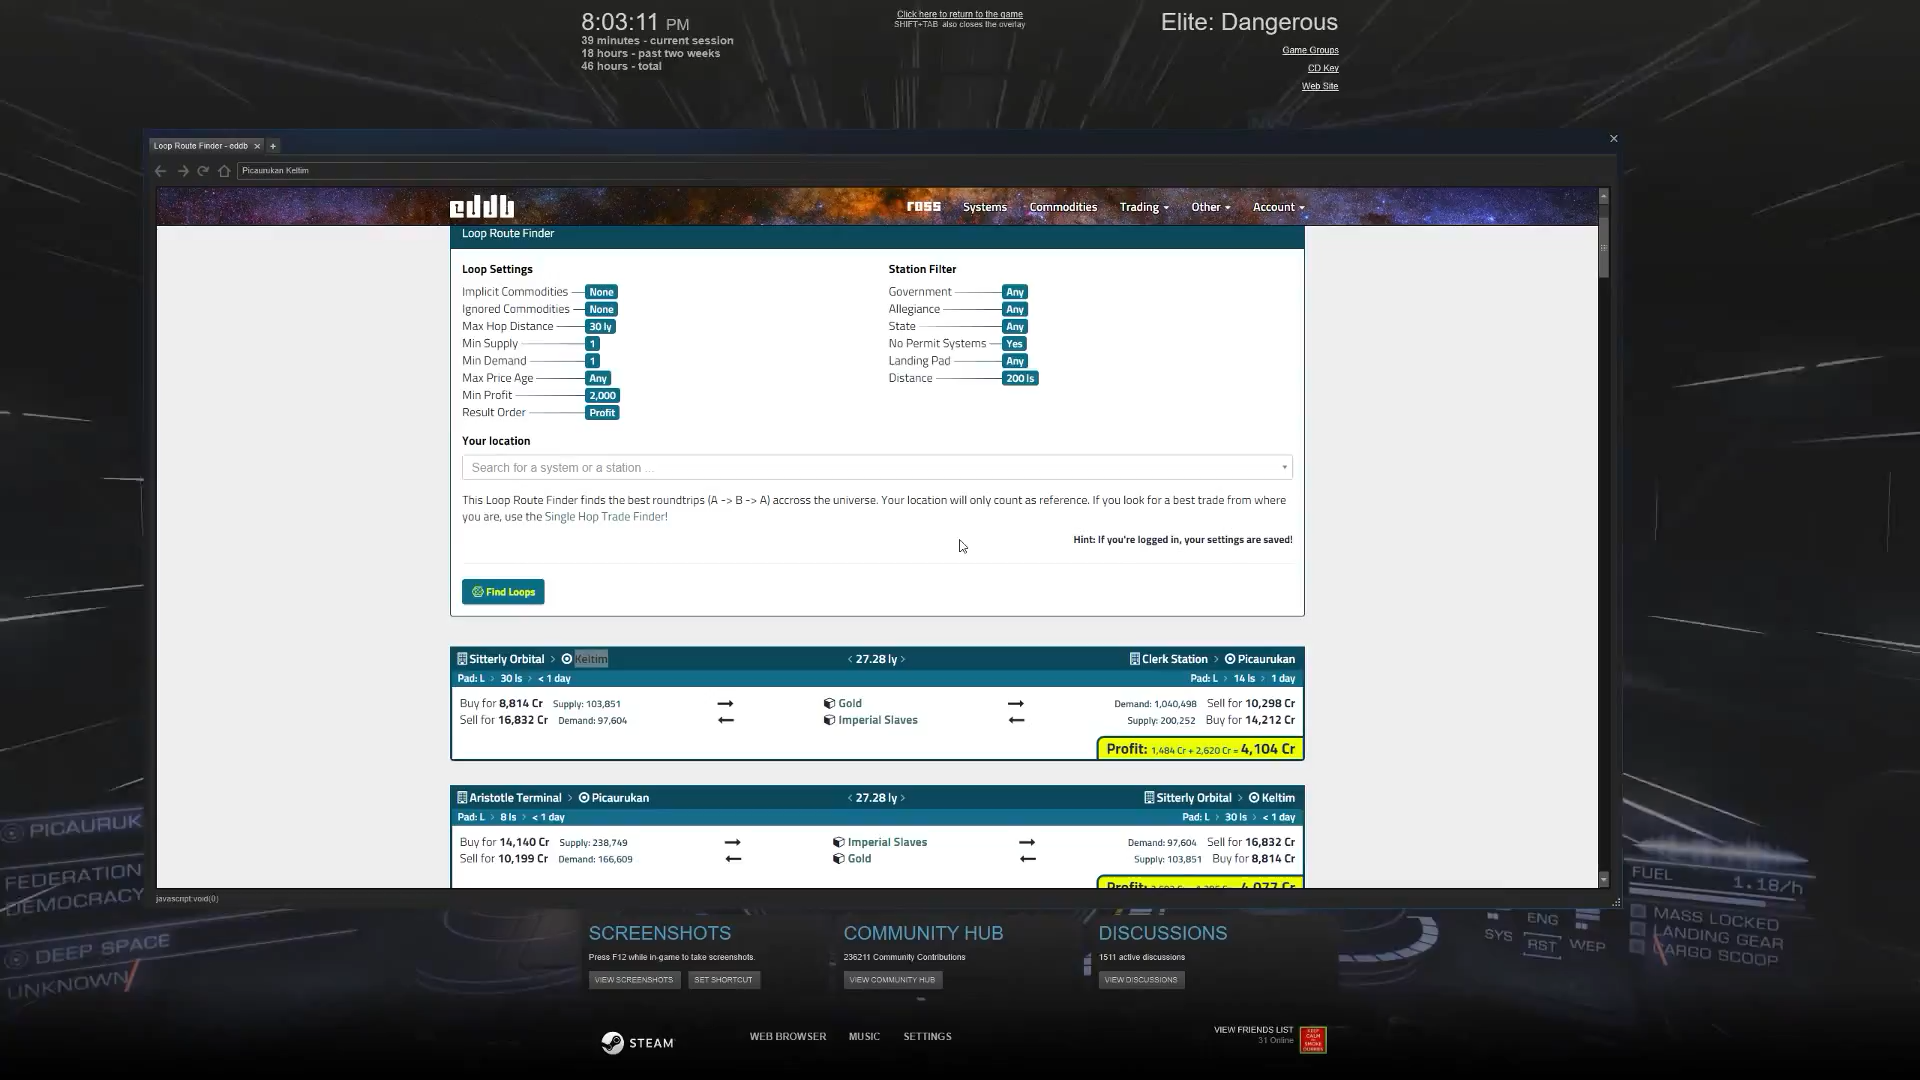 8:03:11 PM
39 minutes - current session
18 hours - past two weeks
46 hours - total
Click here to return to the game
SHIFT+TAB also closes the overlay
Elite: Dangerous
Game Groups
CD Key
Web Site
Loop Route Finder - eddb
Picaurukan Keltim
eddb
ross Systems Commodities Trading Other Account
Loop Route Finder
Loop Settings
Implicit Commodities None
Ignored Commodities None
Max Hop Distance 30 ly
Min Supply 1
Min Demand 1
Max Price Age Any
Min Profit 2,000
Result Order Profit
Station Filter
Government Any
Allegiance Any
State Any
No Permit Systems Yes
Landing Pad Any
Distance 200 ls
Your location
Search for a system or a station ...
This Loop Route Finder finds the best roundtrips (A -> B -> A) accross the universe. Your location will only count as reference. If you look for a best trade from where
you are, use the Single Hop Trade Finder!
Hint: If you're logged in, your settings are saved!
Find Loops
Sitterly Orbital > Keltim < 27.28 ly > Clerk Station > Picaurukan
Pad: L > 30 ls > < 1 day Pad: L > 14 ls > 1 day
Buy for 8,814 Cr Supply: 103,851 Gold Demand: 1,040,498 Sell for 10,298 Cr
Sell for 16,832 Cr Demand: 97,604 Imperial Slaves Supply: 200,252 Buy for 14,212 Cr
Profit: 1,484 Cr + 2,620 Cr = 4,104 Cr
Aristotle Terminal > Picaurukan < 27.28 ly > Sitterly Orbital > Keltim
Pad: L > 8 ls > < 1 day Pad: L > 30 ls > < 1 day
Buy for 14,140 Cr Supply: 238,749 Imperial Slaves Demand: 97,604 Sell for 16,832 Cr
Sell for 10,199 Cr Demand: 166,609 Gold Supply: 103,851 Buy for 8,814 Cr
Profit: 4,077 Cr
javascript:void(0)
PICAURUK
FEDERATION
DEMOCRACY
DEEP SPACE
UNKNOWN
FUEL 1.18/h
MASS LOCKED
LANDING GEAR
CARGO SCOOP
ENG
SYS RST WEP
SCREENSHOTS
Press F12 while in-game to take screenshots.
VIEW SCREENSHOTS SET SHORTCUT
COMMUNITY HUB
236211 Community Contributions
VIEW COMMUNITY HUB
DISCUSSIONS
1511 active discussions
VIEW DISCUSSIONS
STEAM
WEB BROWSER MUSIC SETTINGS
VIEW FRIENDS LIST
31 Online